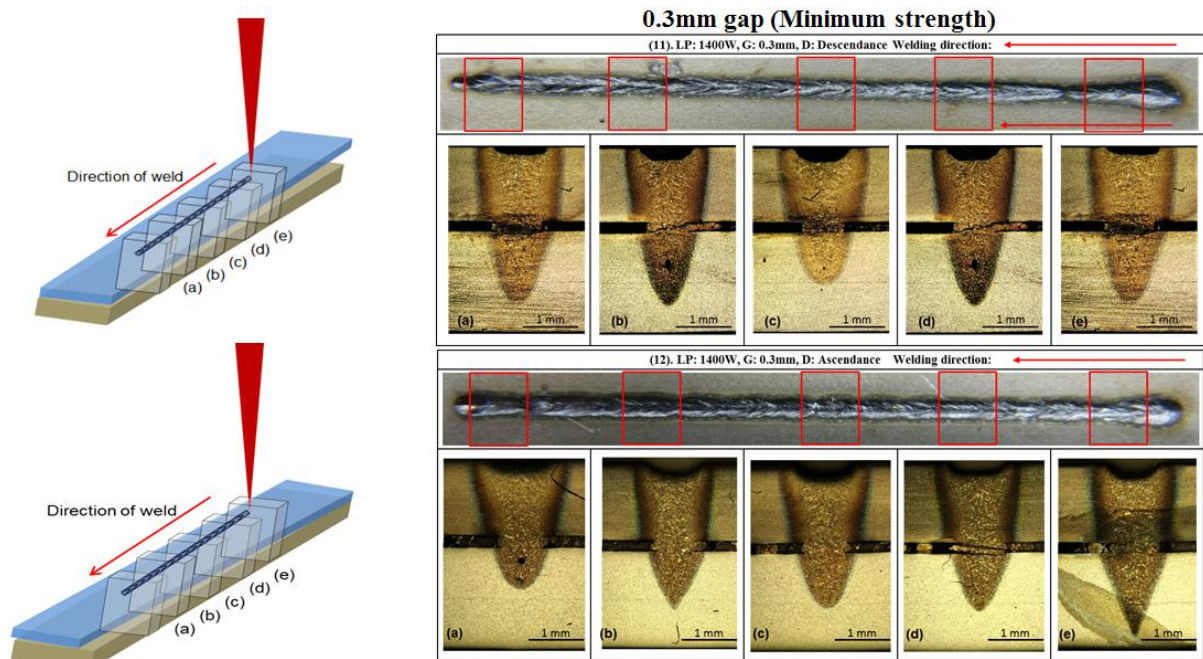 0.3mm gap (Minimum strength)
(11). LP: 1400W, G: 0.3mm, D: Descendance Welding direction:
Direction of weld
(a)
(b)
(c)
(d)
(e)
(a)
1 mm
(b)
1 mm
(c)
1 mm
(d)
1 mm
(e)
1 mm
(12). LP: 1400W, G: 0.3mm, D: Ascendance Welding direction:
Direction of weld
(a)
(b)
(c)
(d)
(e)
(a)
1 mm
(b)
1 mm
(c)
1 mm
(d)
1 mm
(e)
1 mm